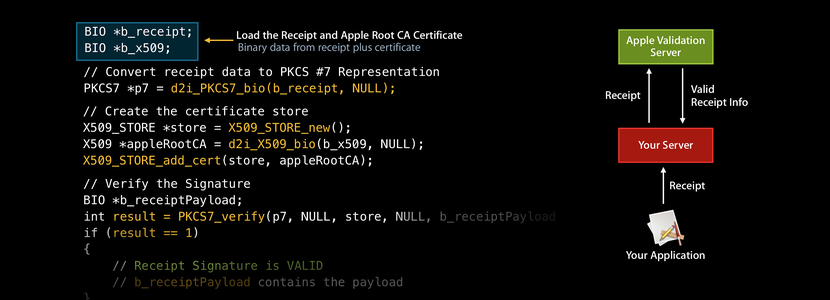 BIO *b_receipt;
BIO *b_x509;
Load the Receipt and Apple Root CA Certificate
Binary data from receipt plus certificate
// Convert receipt data to PKCS #7 Representation
PKCS7 *p7 = d2i_PKCS7_bio(b_receipt, NULL);
// Create the certificate store
X509_STORE *store = X509_STORE_new();
X509 *appleRootCA = d2i_X509_bio(b_x509, NULL);
X509_STORE_add_cert(store, appleRootCA);
// Verify the Signature
BIO *b_receiptPayload;
int result = PKCS7_verify(p7, NULL, store, NULL, b_receiptPayload
if (result == 1)
{
// Receipt Signature is VALID
// b_receiptPayload contains the payload
}
Apple Validation
Server
Receipt
Valid
Receipt Info
Your Server
Receipt
Your Application